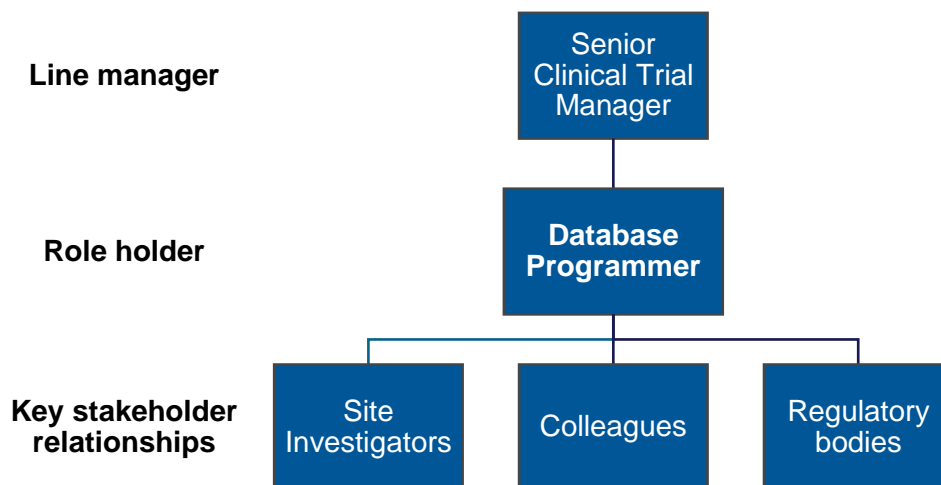 Line manager
Senior
Clinical Trial
Manager
Role holder
Database
Programmer
Key stakeholder
relationships
Site
Investigators
Colleagues
Regulatory
bodies